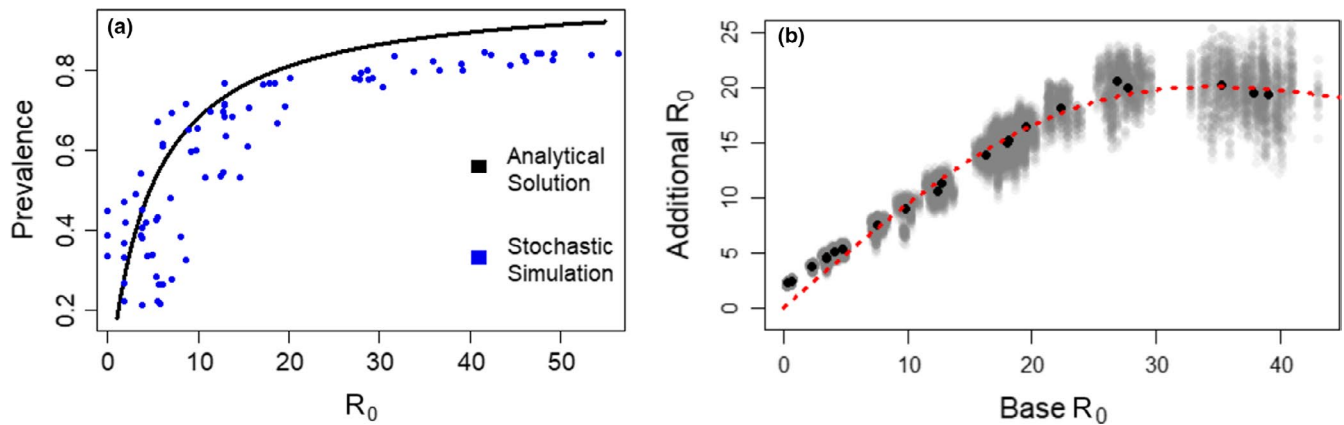 (a)
Prevalence
0.8
0.6
0.4
0.2
Analytical
Solution
Stochastic
Simulation
0 10 20 30 40 50
R₀
(b)
Additional R₀
25
20
15
10
5
0
0 10 20 30 40
Base R₀